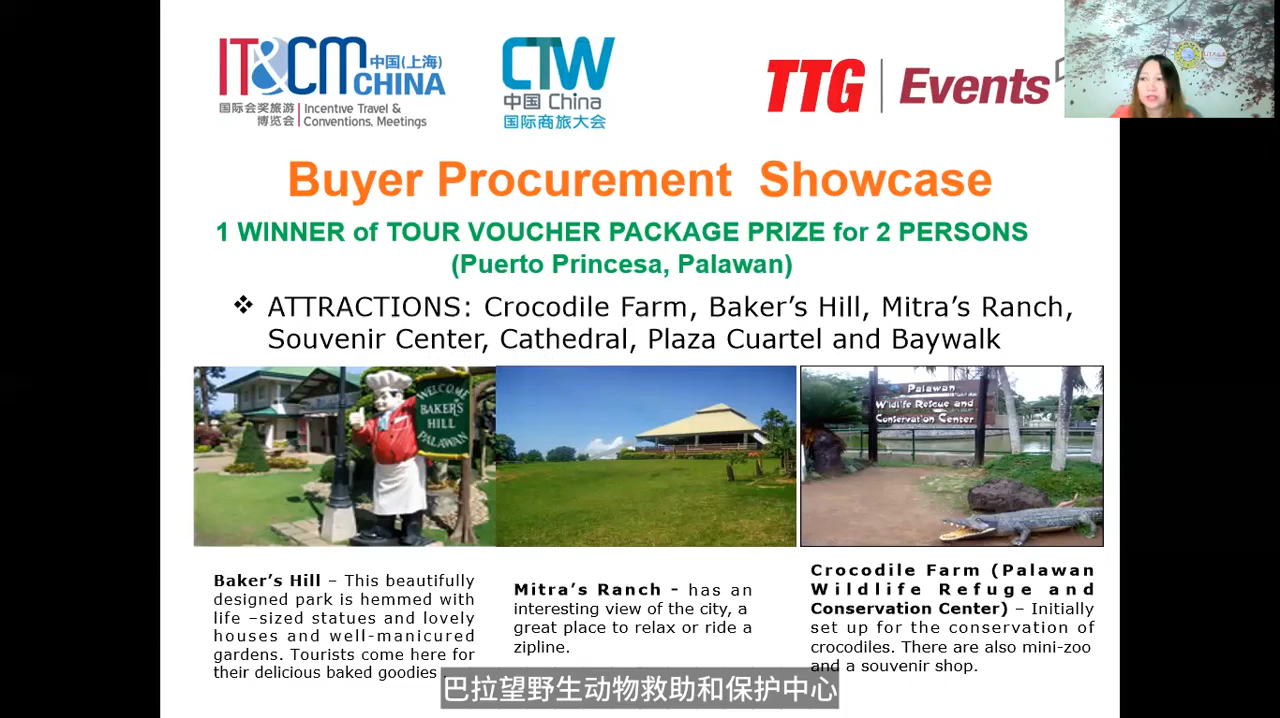 IT&CM 中国(上海)
CHINA
国际会奖旅游 Incentive Travel &
博览会 Conventions, Meetings
CTW
中国 China
国际商旅大会
TTG Events
Buyer Procurement Showcase
1 WINNER of TOUR VOUCHER PACKAGE PRIZE for 2 PERSONS
(Puerto Princesa, Palawan)
❖ ATTRACTIONS: Crocodile Farm, Baker's Hill, Mitra's Ranch,
Souvenir Center, Cathedral, Plaza Cuartel and Baywalk
WELCOME
BAKER'S
HILL
PALAWAN
Palawan
Wildlife Rescue and
Conservation Center
Baker's Hill – This beautifully
designed park is hemmed with
life –sized statues and lovely
houses and well-manicured
gardens. Tourists come here for
their delicious baked goodies .
Mitra's Ranch - has an
interesting view of the city, a
great place to relax or ride a
zipline.
Crocodile Farm (Palawan
Wildlife Refuge and
Conservation Center) – Initially
set up for the conservation of
crocodiles. There are also mini-zoo
and a souvenir shop.
巴拉望野生动物救助和保护中心